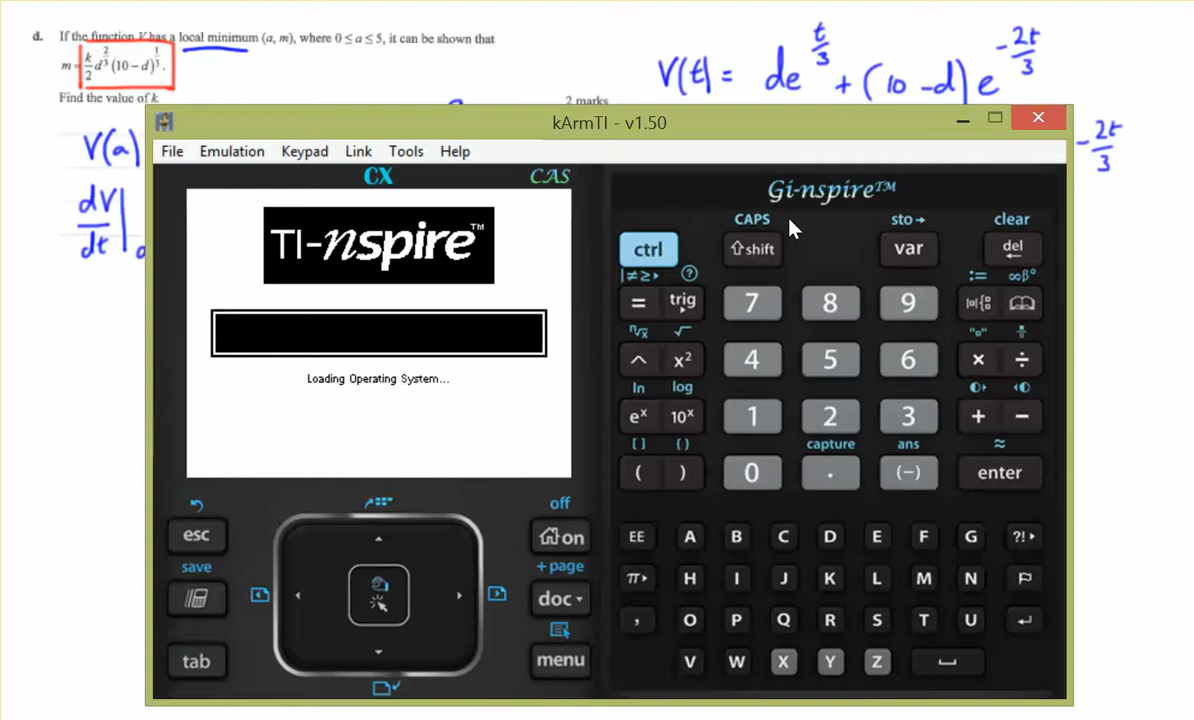 d. If the function V has a local minimum (a, m), where 0 ≤ a ≤ 5, it can be shown that
m = k/2 d^(2/3) (10 − d)^(1/3).
Find the value of k.
2 marks
V(t) = de^(t/3) + (10 − d) e^(−2t/3)
V(a)
−2t/3
dV/dt |
kArmTI - v1.50
File Emulation Keypad Link Tools Help
CX CAS
TI-nspire™
Loading Operating System...
Gi-nspire™
CAPS sto→ clear
ctrl ⇧shift var del
|≠≥▸ ? := ∞β°
= trig 7 8 9 |□|{□
ⁿ√x √ "□"
^ x² 4 5 6 × ÷
ln log
eˣ 10ˣ 1 2 3 + −
[ ] { } capture ans ≈
( ) 0 . (−) enter
off
esc on
save + page
doc▾
tab menu
EE A B C D E F G ?!▸
π▸ H I J K L M N
, O P Q R S T U ↵
V W X Y Z